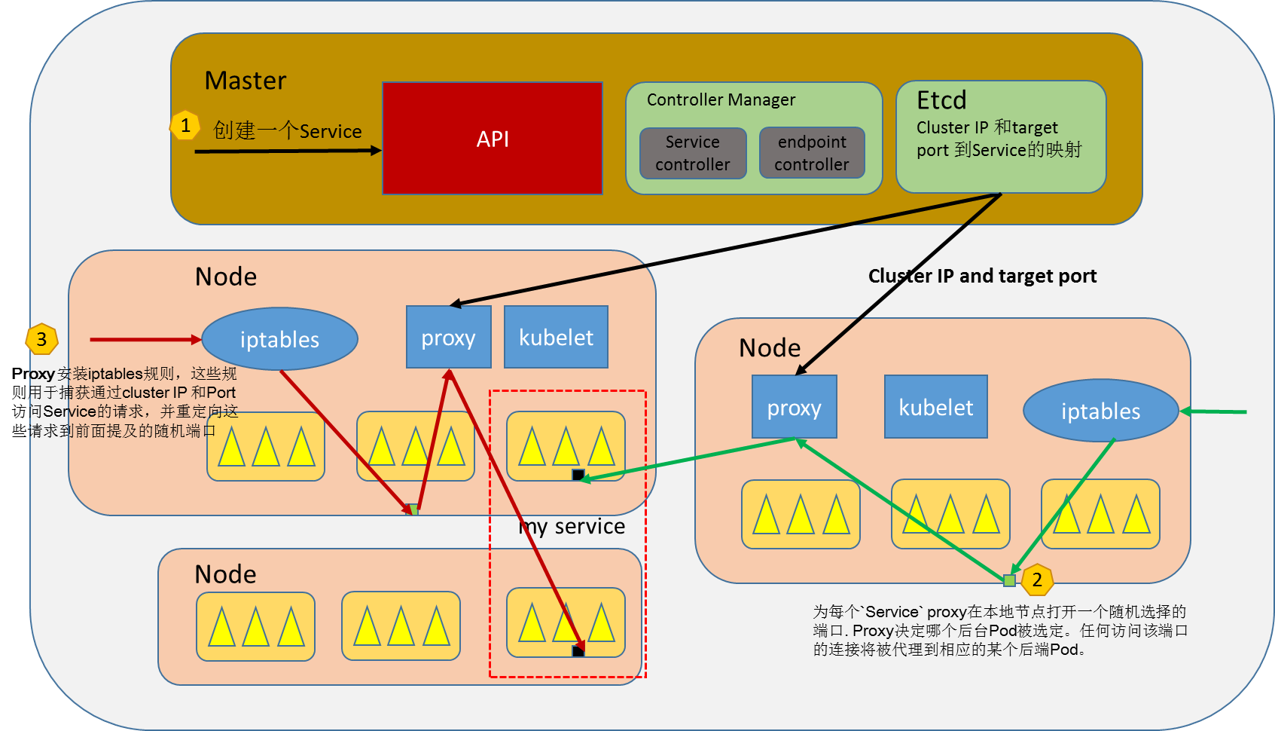 Master
1
创建一个Service
API
Controller Manager
Service
controller
endpoint
controller
Etcd
Cluster IP 和target
port 到Service的映射
Cluster IP and target port
Node
iptables
proxy
kubelet
3
Proxy安装iptables规则，这些规
则用于捕获通过cluster IP 和Port
访问Service的请求，并重定向这
些请求到前面提及的随机端口
my service
Node
Node
proxy
kubelet
iptables
2
为每个`Service` proxy在本地节点打开一个随机选择的
端口. Proxy决定哪个后台Pod被选定。任何访问该端口
的连接将被代理到相应的某个后端Pod。